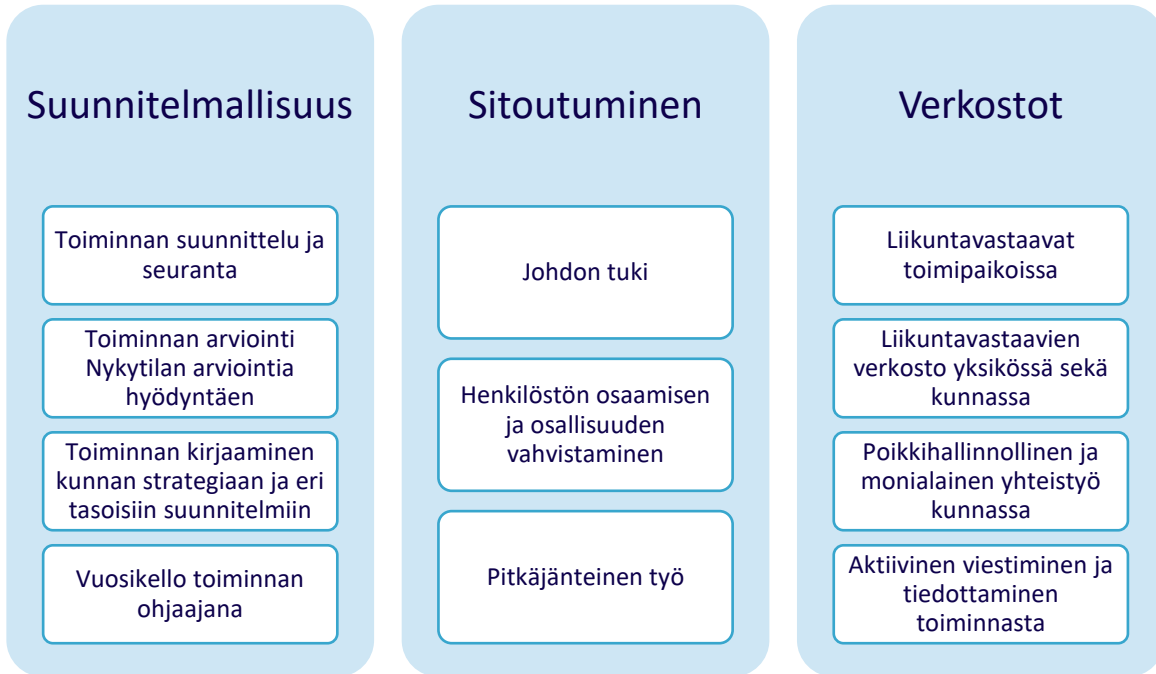 Suunnitelmallisuus
Toiminnan suunnittelu ja
seuranta
Toiminnan arviointi
Nykytilan arviointia
hyödyntäen
Toiminnan kirjaaminen
kunnan strategiaan ja eri
tasoisiin suunnitelmiin
Vuosikello toiminnan
ohjaajana
Sitoutuminen
Johdon tuki
Henkilöstön osaamisen
ja osallisuuden
vahvistaminen
Pitkäjänteinen työ
Verkostot
Liikuntavastaavat
toimipaikoissa
Liikuntavastaavien
verkosto yksikössä sekä
kunnassa
Poikkihallinnollinen ja
monialainen yhteistyö
kunnassa
Aktiivinen viestiminen ja
tiedottaminen
toiminnasta